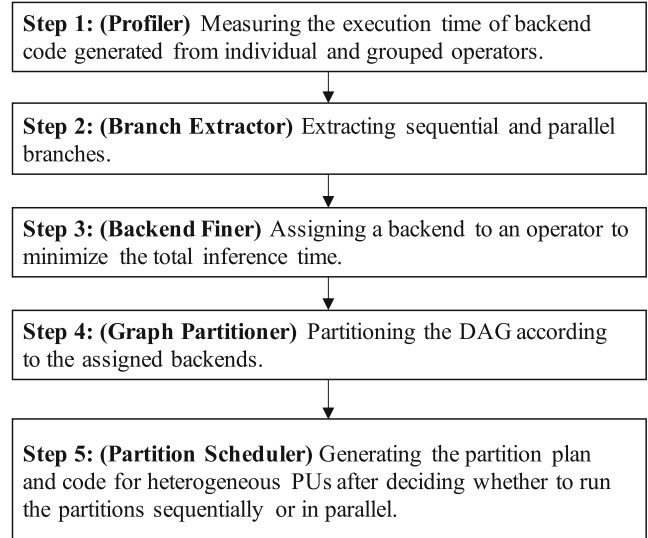 Step 1: (Profiler) Measuring the execution time of backend
code generated from individual and grouped operators.
Step 2: (Branch Extractor) Extracting sequential and parallel
branches.
Step 3: (Backend Finer) Assigning a backend to an operator to
minimize the total inference time.
Step 4: (Graph Partitioner) Partitioning the DAG according
to the assigned backends.
Step 5: (Partition Scheduler) Generating the partition plan
and code for heterogeneous PUs after deciding whether to run
the partitions sequentially or in parallel.